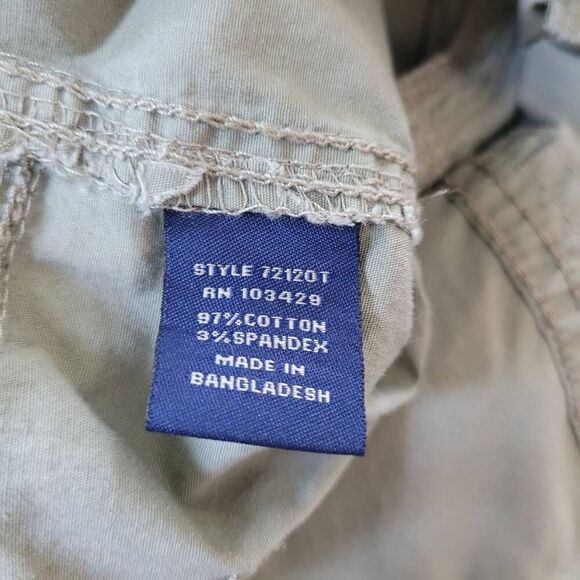 STYLE 72120T
RN 103429
97%COTTON
3%SPANDEX
MADE IN
BANGLADESH